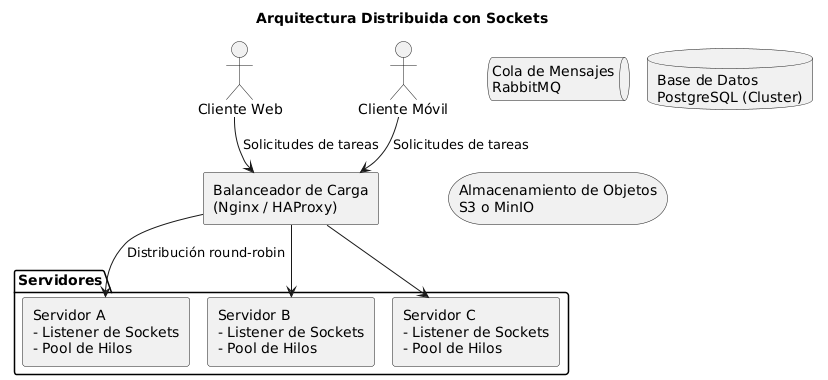 Arquitectura Distribuida con Sockets
Cliente Web
Cliente Móvil
Cola de Mensajes
RabbitMQ
Base de Datos
PostgreSQL (Cluster)
Solicitudes de tareas
Solicitudes de tareas
Balanceador de Carga
(Nginx / HAProxy)
Almacenamiento de Objetos
S3 o MinIO
Distribución round-robin
Servidores
Servidor A
- Listener de Sockets
- Pool de Hilos
Servidor B
- Listener de Sockets
- Pool de Hilos
Servidor C
- Listener de Sockets
- Pool de Hilos